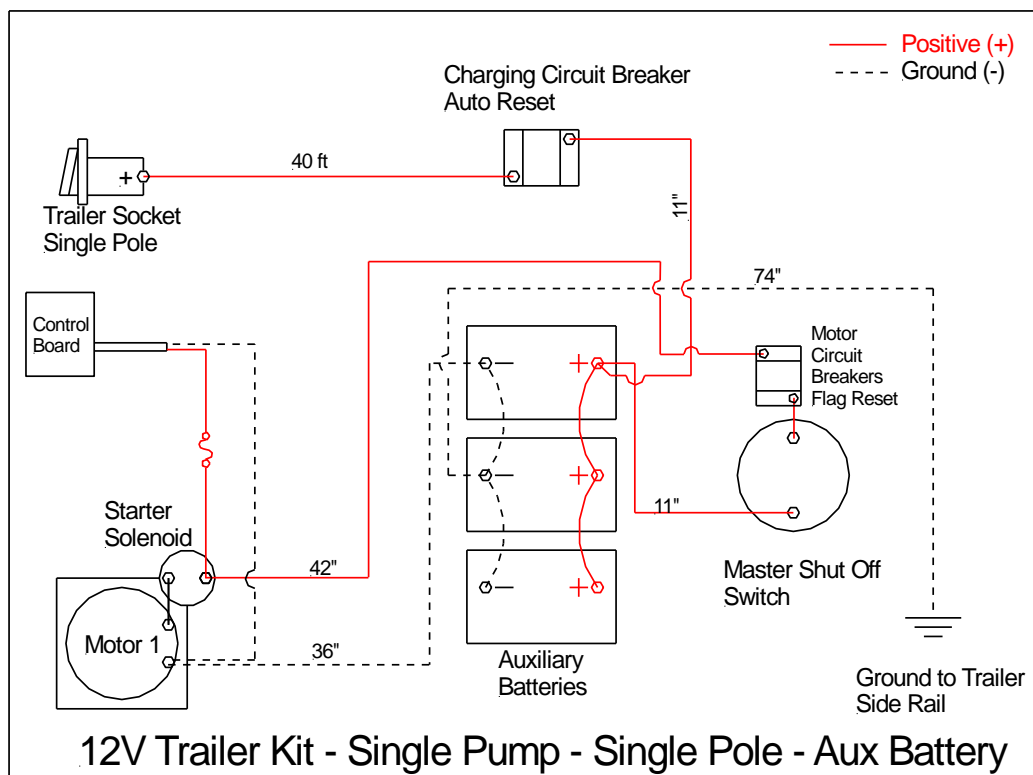 Positive (+)
Ground (-)
Charging Circuit Breaker
Auto Reset
40 ft
+
Trailer Socket
Single Pole
11"
74"
Control
Board
Motor
Circuit
Breakers
Flag Reset
- +
- +
- +
11"
Starter
Solenoid
42"
Master Shut Off
Switch
Motor 1
36"
Auxiliary
Batteries
Ground to Trailer
Side Rail
12V Trailer Kit - Single Pump - Single Pole - Aux Battery